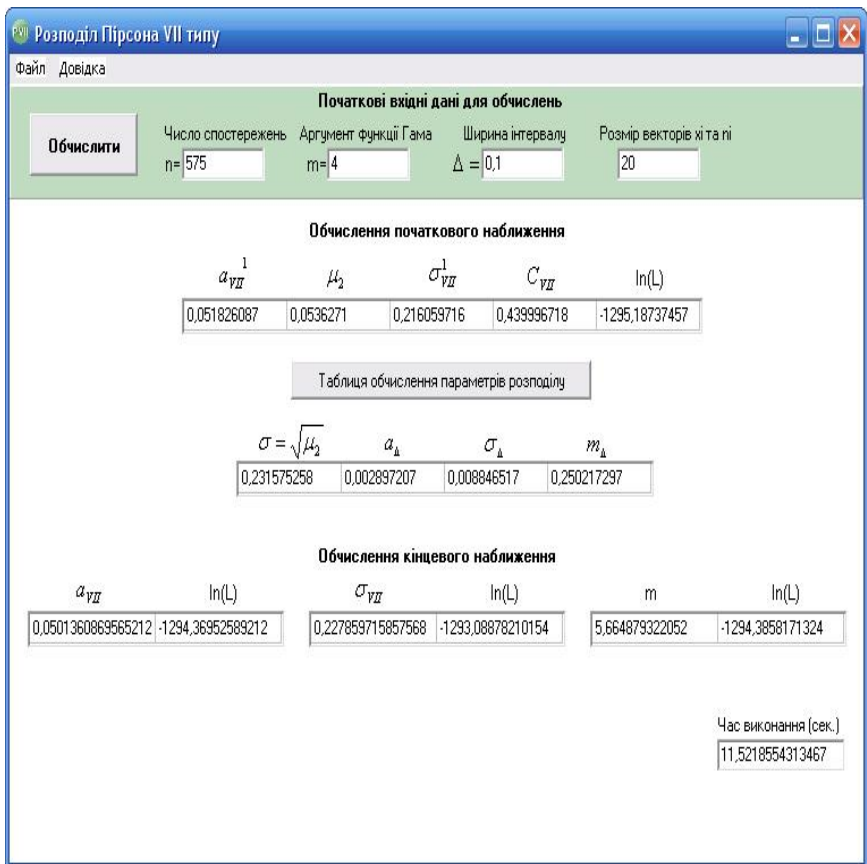 PVII Розподіл Пірсона VII типу
Файл Довідка
Початкові вхідні дані для обчислень
Обчислити
Число спостережень Аргумент функції Гама Ширина інтервалу Розмір векторів xi та ni
n= 575 m= 4 Δ = 0,1 20
Обчислення початкового наближення
a_VII^1 μ₂ σ_VII^1 C_VII ln(L)
0,051826087 0,0536271 0,216059716 0,439996718 -1295,18737457
Таблиця обчислення параметрів розподілу
σ = √μ₂ a_Δ σ_Δ m_Δ
0,231575258 0,002897207 0,008846517 0,250217297
Обчислення кінцевого наближення
a_VII ln(L) σ_VII ln(L) m ln(L)
0,0501360869565212 -1294,36952589212 0,227859715857568 -1293,08878210154 5,664879322052 -1294,3858171324
Час виконання (сек.)
11,5218554313467